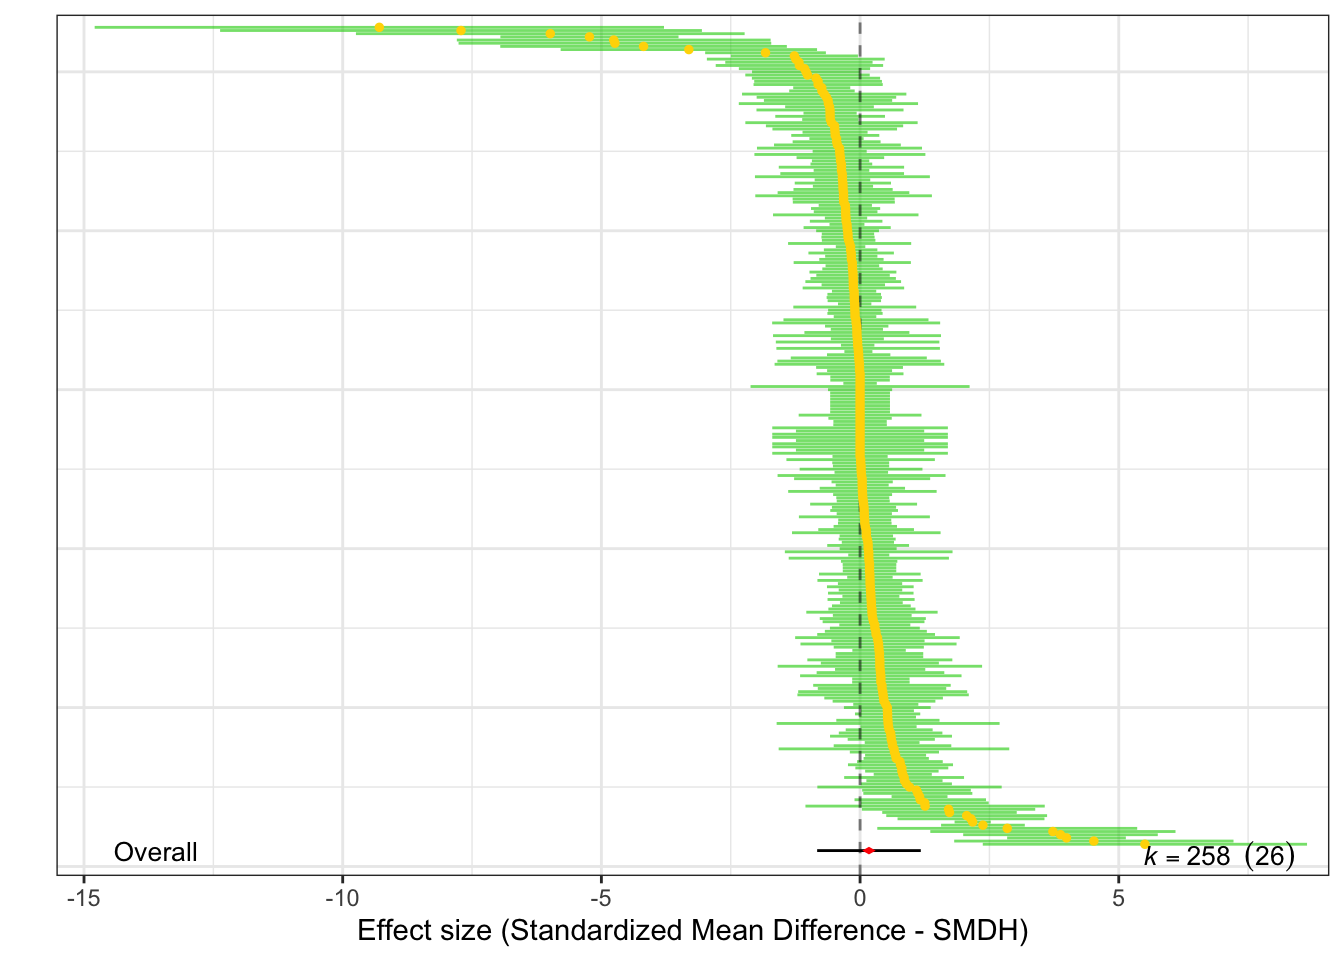 Overall
k = 258 (26)
-15 -10 -5 0 5
Effect size (Standardized Mean Difference - SMDH)